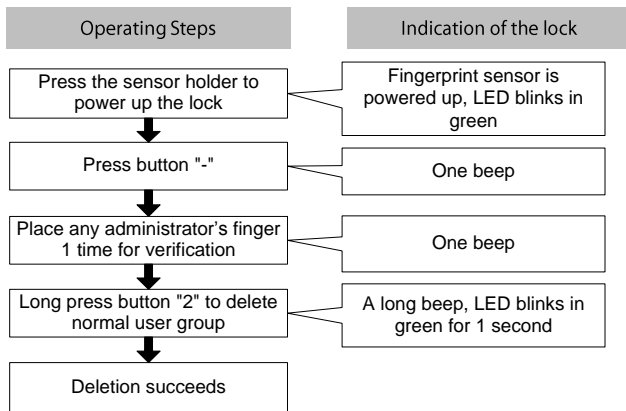 Operating Steps
Indication of the lock
Press the sensor holder to
power up the lock
Fingerprint sensor is
powered up, LED blinks in
green
Press button "-"
One beep
Place any administrator's finger
1 time for verification
One beep
Long press button "2" to delete
normal user group
A long beep, LED blinks in
green for 1 second
Deletion succeeds